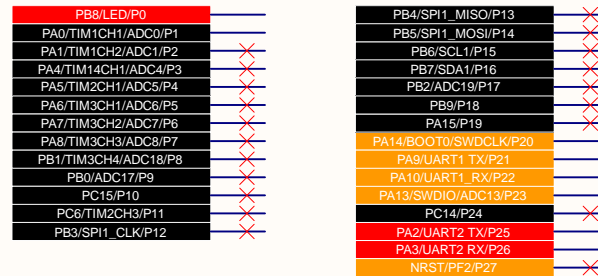 PB8/LED/P0
PA0/TIM1CH1/ADC0/P1
PA1/TIM1CH2/ADC1/P2
PA4/TIM14CH1/ADC4/P3
PA5/TIM2CH1/ADC5/P4
PA6/TIM3CH1/ADC6/P5
PA7/TIM3CH2/ADC7/P6
PA8/TIM3CH3/ADC8/P7
PB1/TIM3CH4/ADC18/P8
PB0/ADC17/P9
PC15/P10
PC6/TIM2CH3/P11
PB3/SPI1_CLK/P12
PB4/SPI1_MISO/P13
PB5/SPI1_MOSI/P14
PB6/SCL1/P15
PB7/SDA1/P16
PB2/ADC19/P17
PB9/P18
PA15/P19
PA14/BOOT0/SWDCLK/P20
PA9/UART1 TX/P21
PA10/UART1_RX/P22
PA13/SWDIO/ADC13/P23
PC14/P24
PA2/UART2 TX/P25
PA3/UART2 RX/P26
NRST/PF2/P27